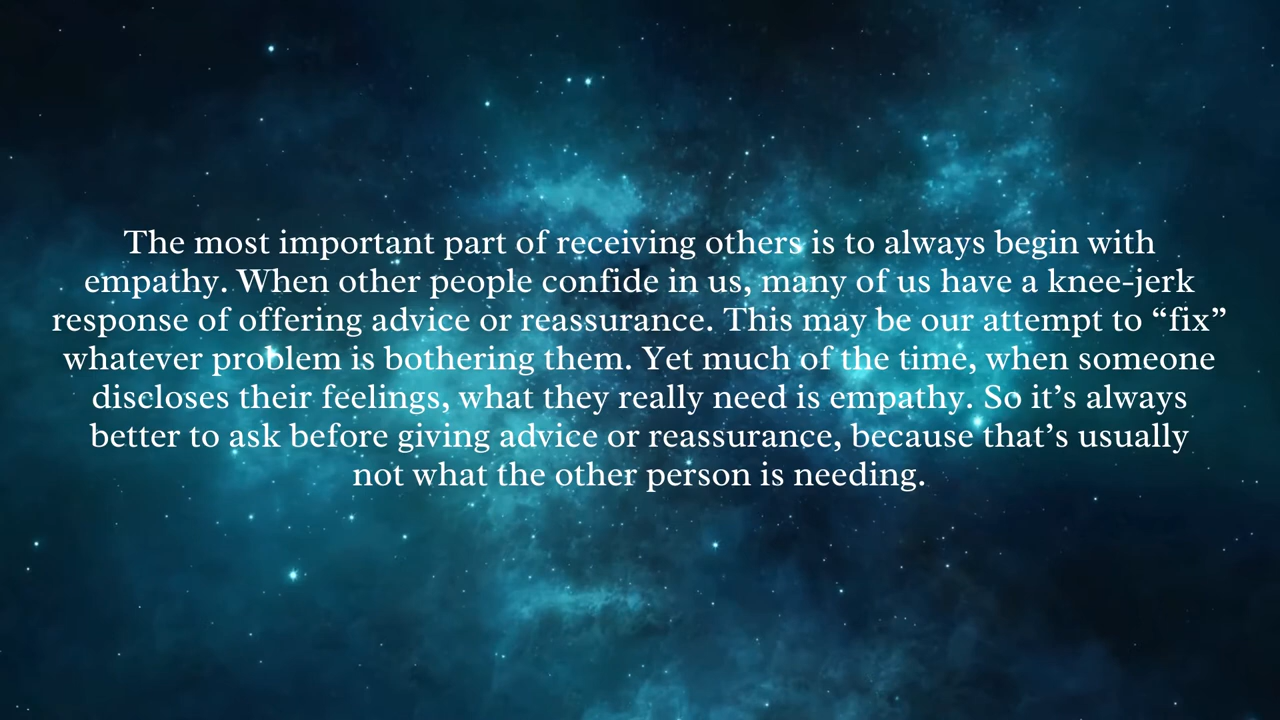 The most important part of receiving others is to always begin with
empathy. When other people confide in us, many of us have a knee-jerk
response of offering advice or reassurance. This may be our attempt to “fix”
whatever problem is bothering them. Yet much of the time, when someone
discloses their feelings, what they really need is empathy. So it’s always
better to ask before giving advice or reassurance, because that’s usually
not what the other person is needing.